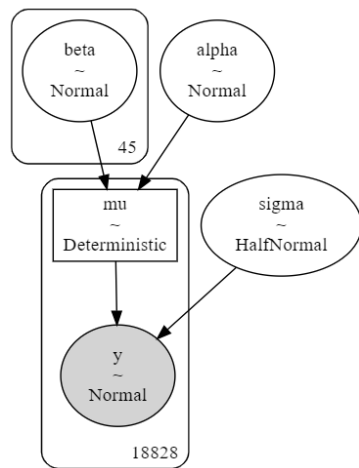 beta
~
Normal
alpha
~
Normal
45
mu
~
Deterministic
sigma
~
HalfNormal
y
~
Normal
18828